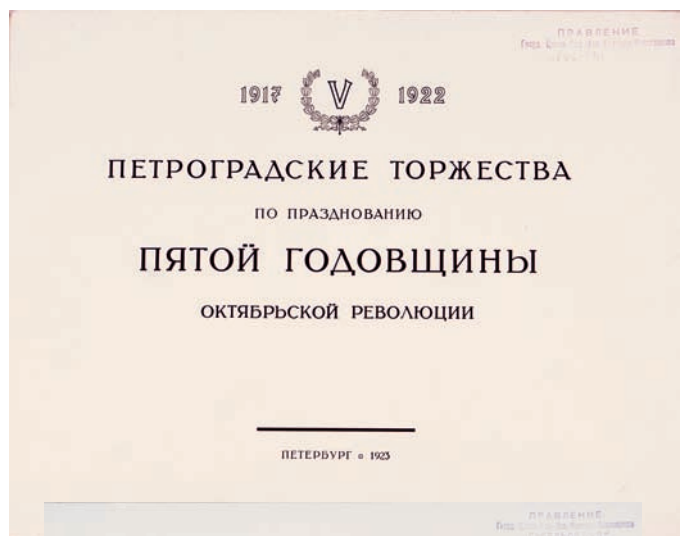 ПРАВЛЕНИЕ
1917 V 1922
ПЕТРОГРАДСКИЕ ТОРЖЕСТВА
ПО ПРАЗДНОВАНИЮ
ПЯТОЙ ГОДОВЩИНЫ
ОКТЯБРЬСКОЙ РЕВОЛЮЦИИ
ПЕТЕРБУРГ 1923
ПРАВЛЕНИЕ